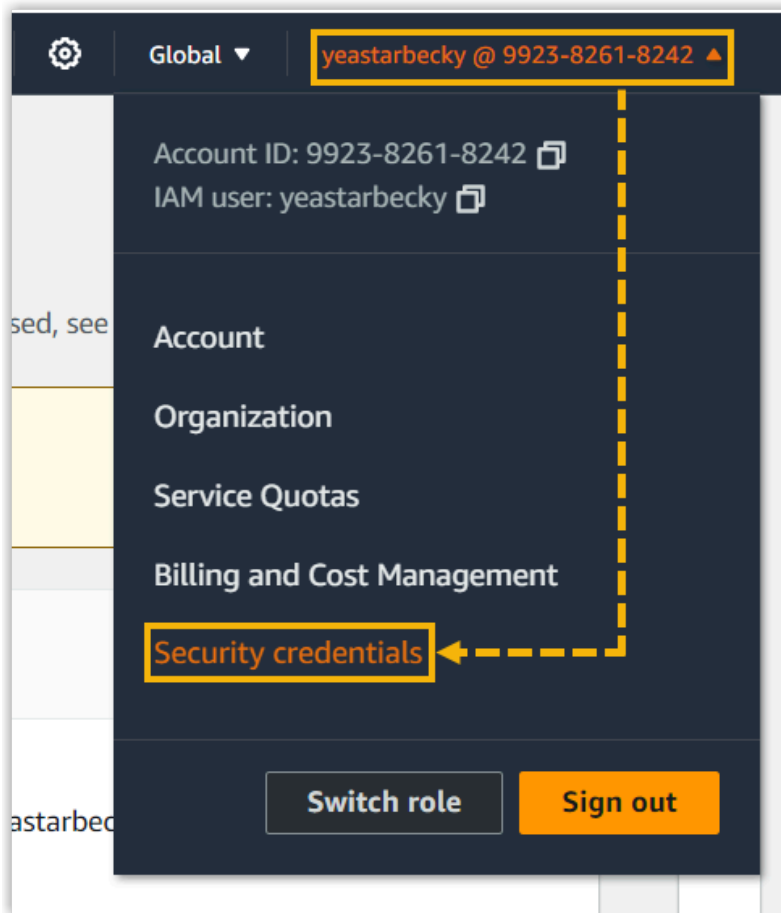 Global ▼ yeastarbecky @ 9923-8261-8242 ▲
Account ID: 9923-8261-8242
IAM user: yeastarbecky
sed, see
Account
Organization
Service Quotas
Billing and Cost Management
Security credentials
Switch role Sign out
astarbec